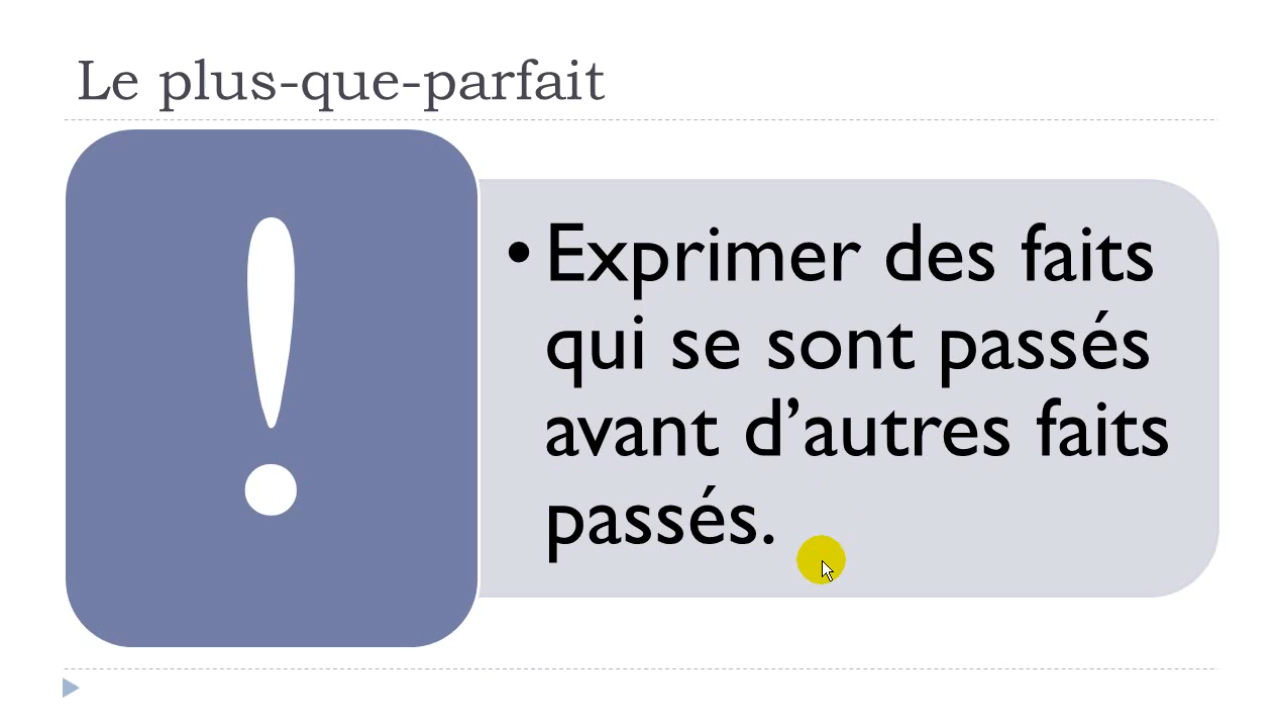 Le plus-que-parfait
!
• Exprimer des faits
qui se sont passés
avant d’autres faits
passés.